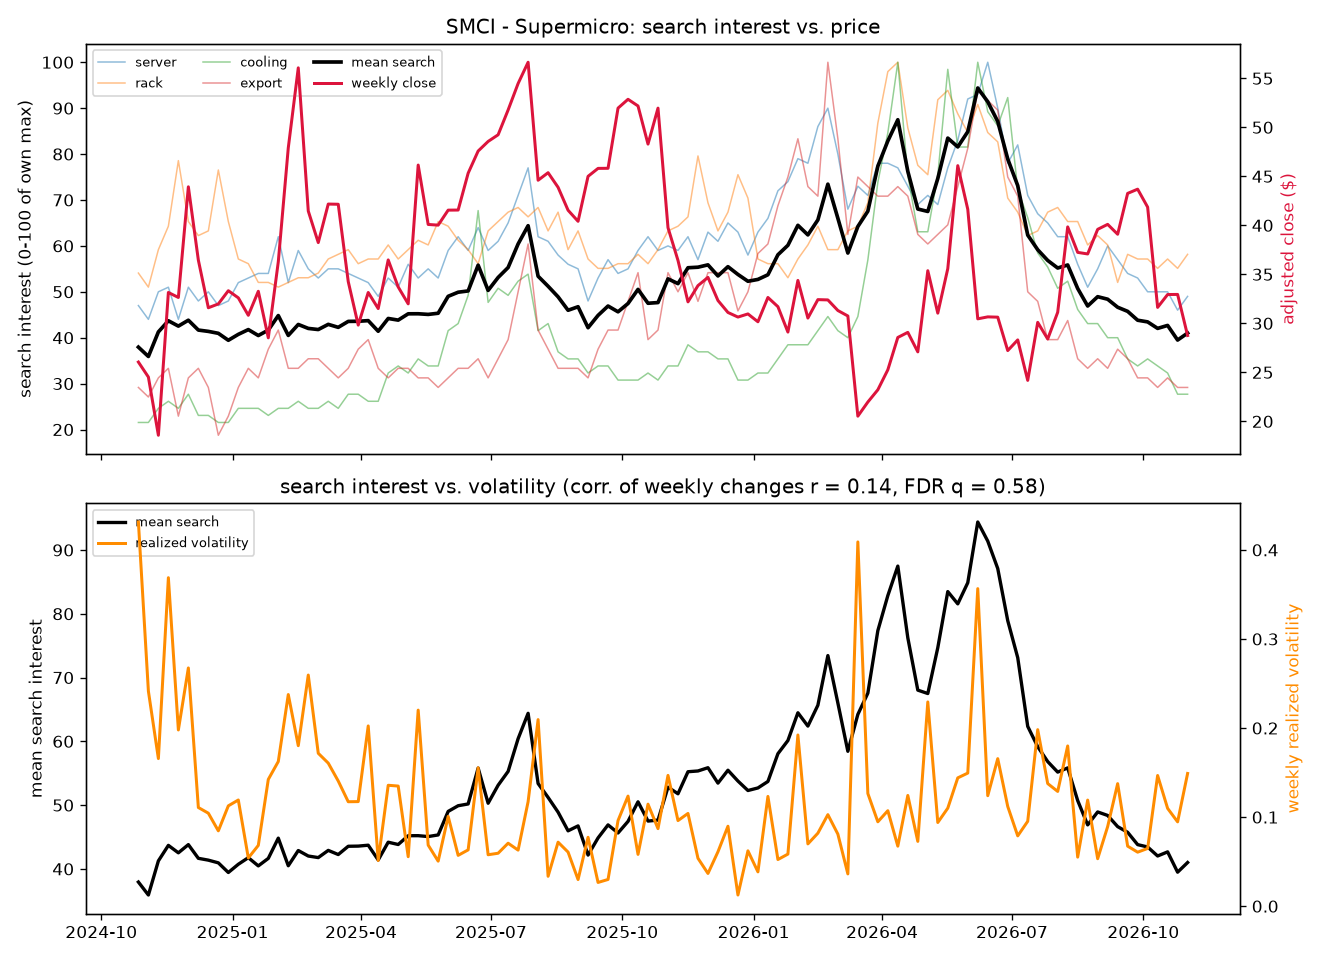 SMCI - Supermicro: search interest vs. price
server cooling mean search
rack export weekly close
search interest (0-100 of own max)
100
90
80
70
60
50
40
30
20
55
50
45
40
35
30
25
20
adjusted close ($)
search interest vs. volatility (corr. of weekly changes r = 0.14, FDR q = 0.58)
mean search
realized volatility
mean search interest
90
80
70
60
50
40
0.4
0.3
0.2
0.1
0.0
weekly realized volatility
2024-10 2025-01 2025-04 2025-07 2025-10 2026-01 2026-04 2026-07 2026-10